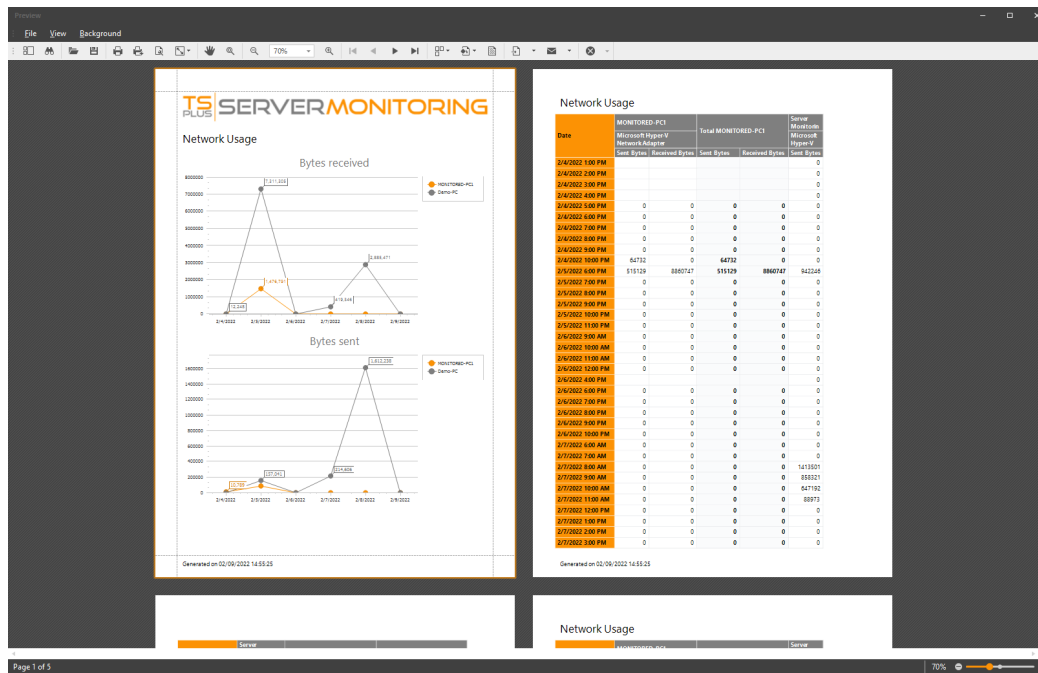 Preview
File View Background
70%
TS PLUS SERVER MONITORING
Network Usage
Bytes received
8000000
7000000
6000000
5000000
4000000
3000000
2000000
1000000
0
2/4/2022 2/5/2022 2/6/2022 2/7/2022 2/8/2022 2/9/2022
MONITORED-PC1
Demo-PC
Bytes sent
1600000
1400000
1200000
1000000
800000
600000
400000
200000
0
2/4/2022 2/5/2022 2/6/2022 2/7/2022 2/8/2022 2/9/2022
MONITORED-PC1
Demo-PC
Generated on 02/09/2022 14:55:25
Network Usage
Date MONITORED-PC1 Total MONITORED-PC1 Server Monitorin
Microsoft Hyper-V Network Adapter Microsoft Hyper-V
Sent Bytes Received Bytes Sent Bytes Received Bytes Sent Bytes
2/4/2022 1:00 PM 0
2/4/2022 2:00 PM 0
2/4/2022 3:00 PM 0
2/4/2022 4:00 PM 0
2/4/2022 5:00 PM 0 0 0 0 0
2/4/2022 6:00 PM 0 0 0 0 0
2/4/2022 7:00 PM 0 0 0 0 0
2/4/2022 8:00 PM 0 0 0 0 0
2/4/2022 9:00 PM 0 0 0 0 0
2/4/2022 10:00 PM 64732 0 64732 0 0
2/5/2022 6:00 PM 515129 8860747 515129 8860747 942246
2/5/2022 7:00 PM 0 0 0 0 0
2/5/2022 8:00 PM 0 0 0 0 0
2/5/2022 9:00 PM 0 0 0 0 0
2/5/2022 10:00 PM 0 0 0 0 0
2/5/2022 11:00 PM 0 0 0 0 0
2/6/2022 9:00 AM 0 0 0 0 0
2/6/2022 10:00 AM 0 0 0 0 0
2/6/2022 11:00 AM 0 0 0 0 0
2/6/2022 12:00 PM 0 0 0 0 0
2/6/2022 4:00 PM 0
2/6/2022 6:00 PM 0 0 0 0 0
2/6/2022 7:00 PM 0 0 0 0 0
2/6/2022 8:00 PM 0 0 0 0 0
2/6/2022 9:00 PM 0 0 0 0 0
2/6/2022 10:00 PM 0 0 0 0 0
2/7/2022 6:00 AM 0 0 0 0 0
2/7/2022 7:00 AM 0 0 0 0 0
2/7/2022 8:00 AM 0 0 0 0 1413501
2/7/2022 9:00 AM 0 0 0 0 858321
2/7/2022 10:00 AM 0 0 0 0 647192
2/7/2022 11:00 AM 0 0 0 0 88973
2/7/2022 12:00 PM 0 0 0 0 0
2/7/2022 1:00 PM 0 0 0 0 0
2/7/2022 2:00 PM 0 0 0 0 0
2/7/2022 3:00 PM 0 0 0 0 0
Generated on 02/09/2022 14:55:25
Server
Network Usage
MONITORED-PC1 Server
Page 1 of 5
70%